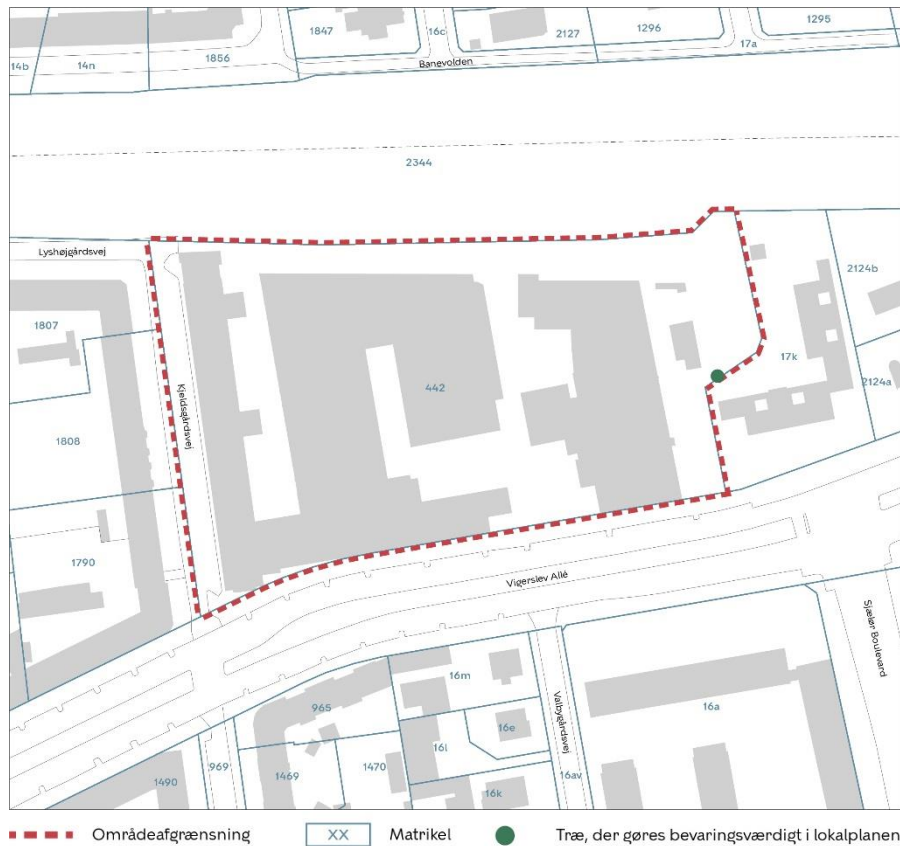 1847
16c
2127
1296
1295
14b
14n
1856
17a
Banevolden
2344
Lyshøjgårdsvej
2124b
1807
17k
2124a
442
Kjeldsgårdsvej
1808
1790
Vigerslev Allé
Sjælør Boulevard
16m
Valbygårdsvej
16a
965
16e
16l
969
1490
1469
1470
16k
16av
Områdeafgrænsning
XX Matrikel
Træ, der gøres bevaringsværdigt i lokalplanen